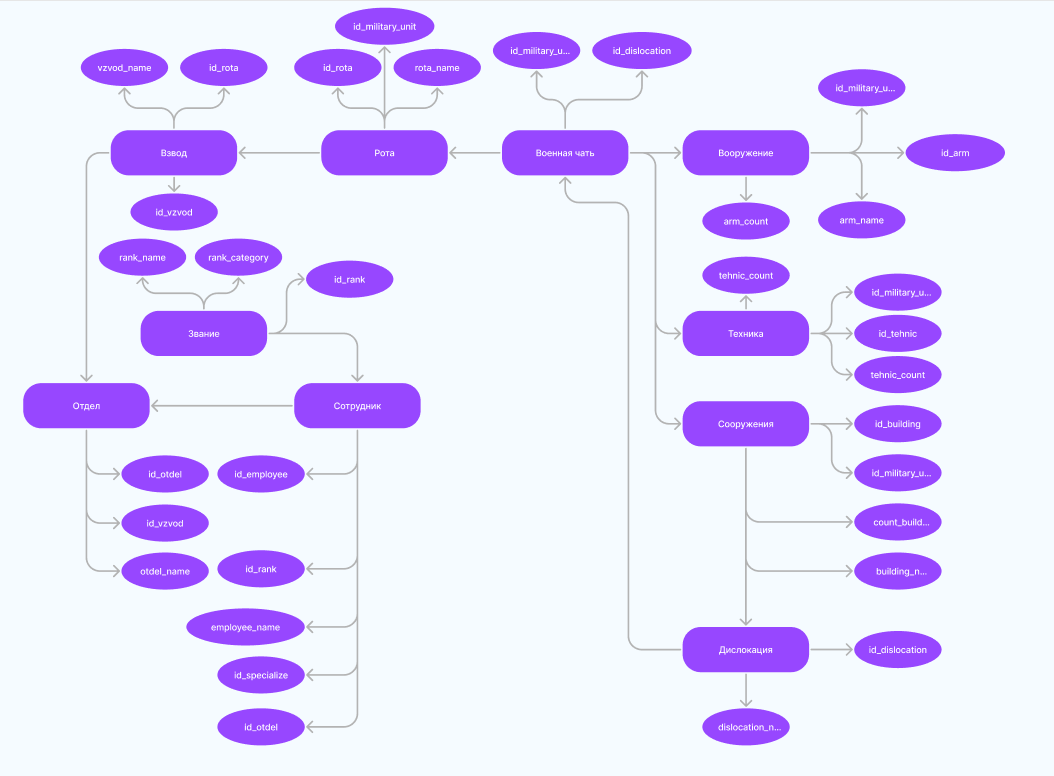 id_military_unit
id_military_u...
id_dislocation
vzvod_name
id_rota
id_rota
rota_name
id_military_u...
Взвод
Рота
Военная чать
Вооружение
id_arm
id_vzvod
arm_count
arm_name
rank_name
rank_category
id_rank
tehnic_count
id_military_u...
Звание
Техника
id_tehnic
tehnic_count
Отдел
Сотрудник
Сооружения
id_building
id_otdel
id_employee
id_military_u...
id_vzvod
count_build...
otdel_name
id_rank
building_n...
employee_name
Дислокация
id_dislocation
id_specialize
id_otdel
dislocation_n...